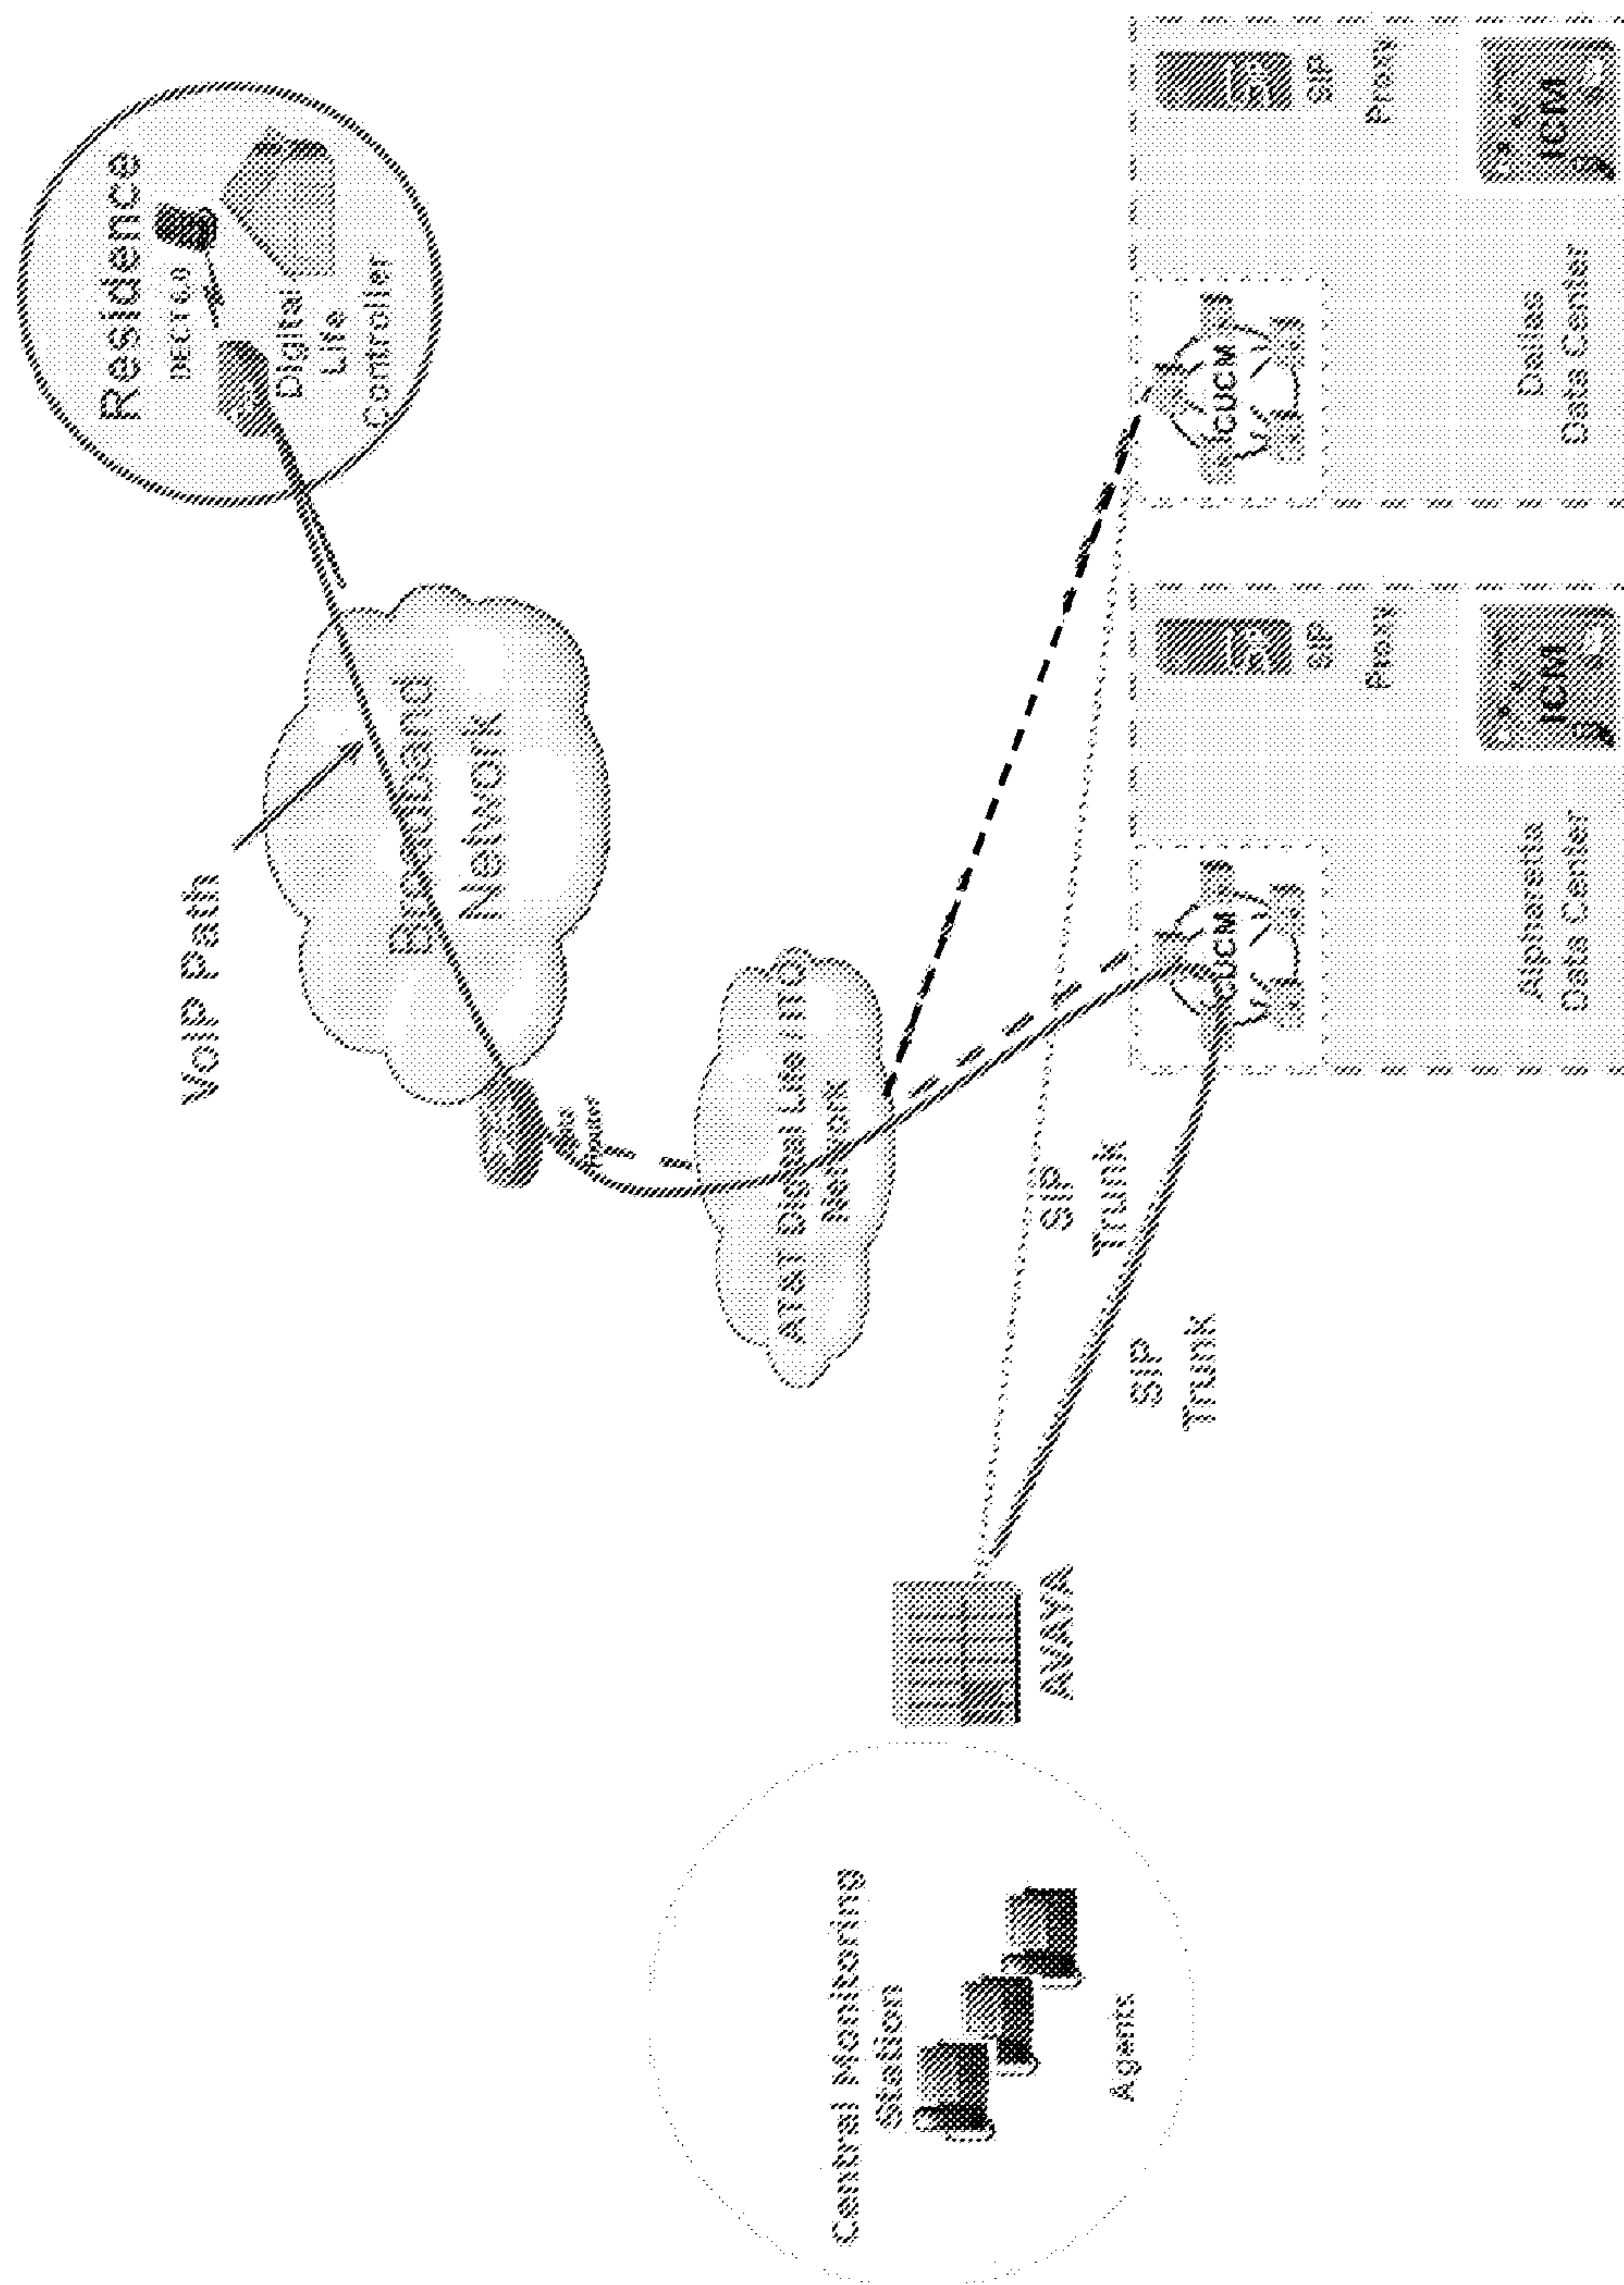 Residence
DECT 6.0
Digital
Life
Controller
VoIP Path
Broadband
Network
AT&T Digital Life / ITO
Network
SIP
Trunk
SIP
Trunk
AVAYA
Central Monitoring
Station
Agents
CUCM
SIP
Proxy
ICM
Alpharetta
Data Center
CUCM
SIP
Proxy
ICM
Dallas
Data Center